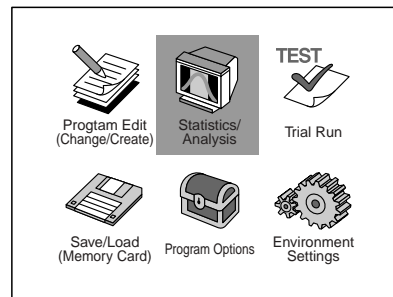 TEST
Progtam Edit
(Change/Create)
Statistics/
Analysis
Trial Run
Save/Load
(Memory Card)
Program Options
Environment
Settings